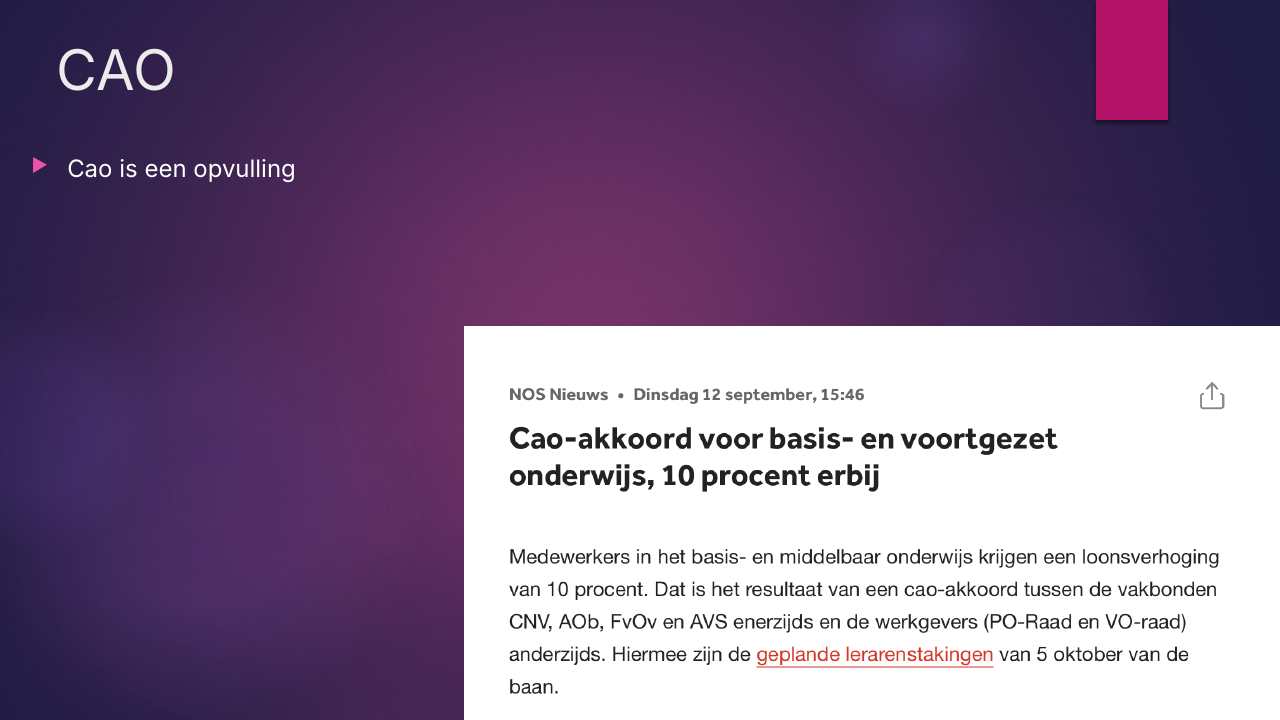 CAO
Cao is een opvulling
NOS Nieuws • Dinsdag 12 september, 15:46
Cao-akkoord voor basis- en voortgezet
onderwijs, 10 procent erbij
Medewerkers in het basis- en middelbaar onderwijs krijgen een loonsverhoging
van 10 procent. Dat is het resultaat van een cao-akkoord tussen de vakbonden
CNV, AOb, FvOv en AVS enerzijds en de werkgevers (PO-Raad en VO-raad)
anderzijds. Hiermee zijn de geplande lerarenstakingen van 5 oktober van de
baan.